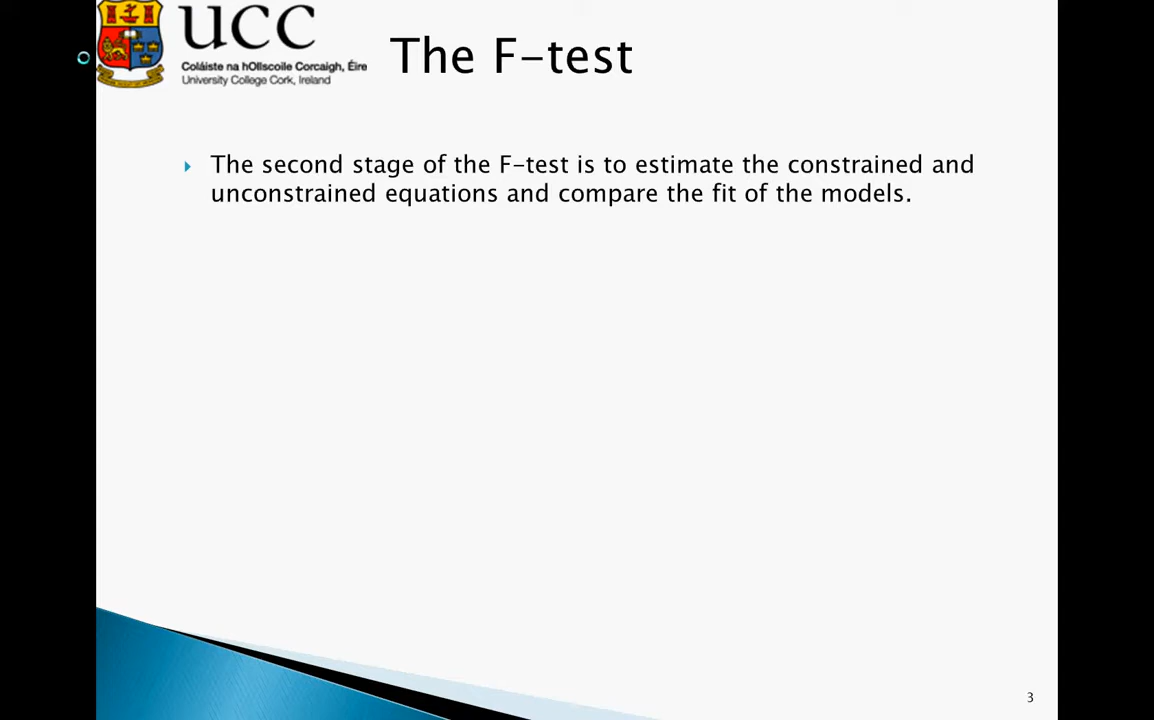 UCC
Coláiste na hOllscoile Corcaigh, Éire
University College Cork, Ireland
The F-test
The second stage of the F-test is to estimate the constrained and
unconstrained equations and compare the fit of the models.
3